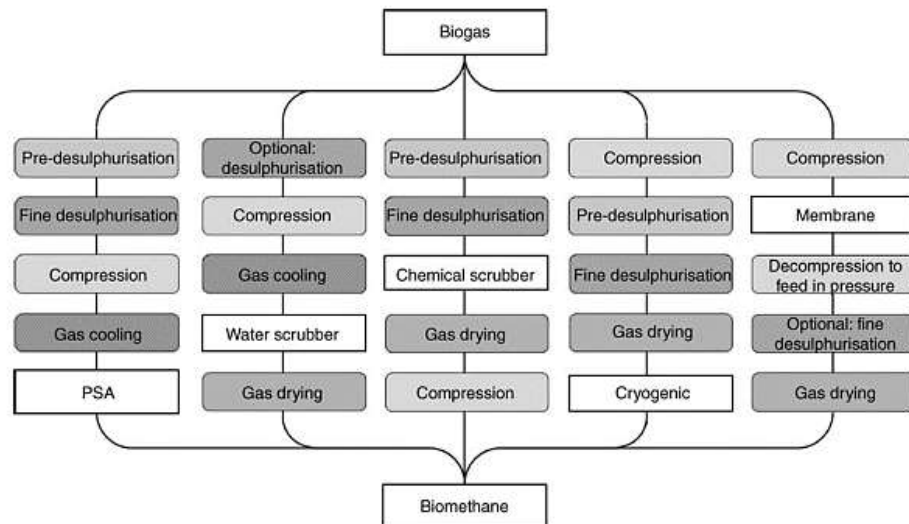 Biogas
Pre-desulphurisation
Fine desulphurisation
Compression
Gas cooling
PSA
Optional:
desulphurisation
Compression
Gas cooling
Water scrubber
Gas drying
Pre-desulphurisation
Fine desulphurisation
Chemical scrubber
Gas drying
Compression
Compression
Pre-desulphurisation
Fine desulphurisation
Gas drying
Cryogenic
Compression
Membrane
Decompression to
feed in pressure
Optional: fine
desulphurisation
Gas drying
Biomethane